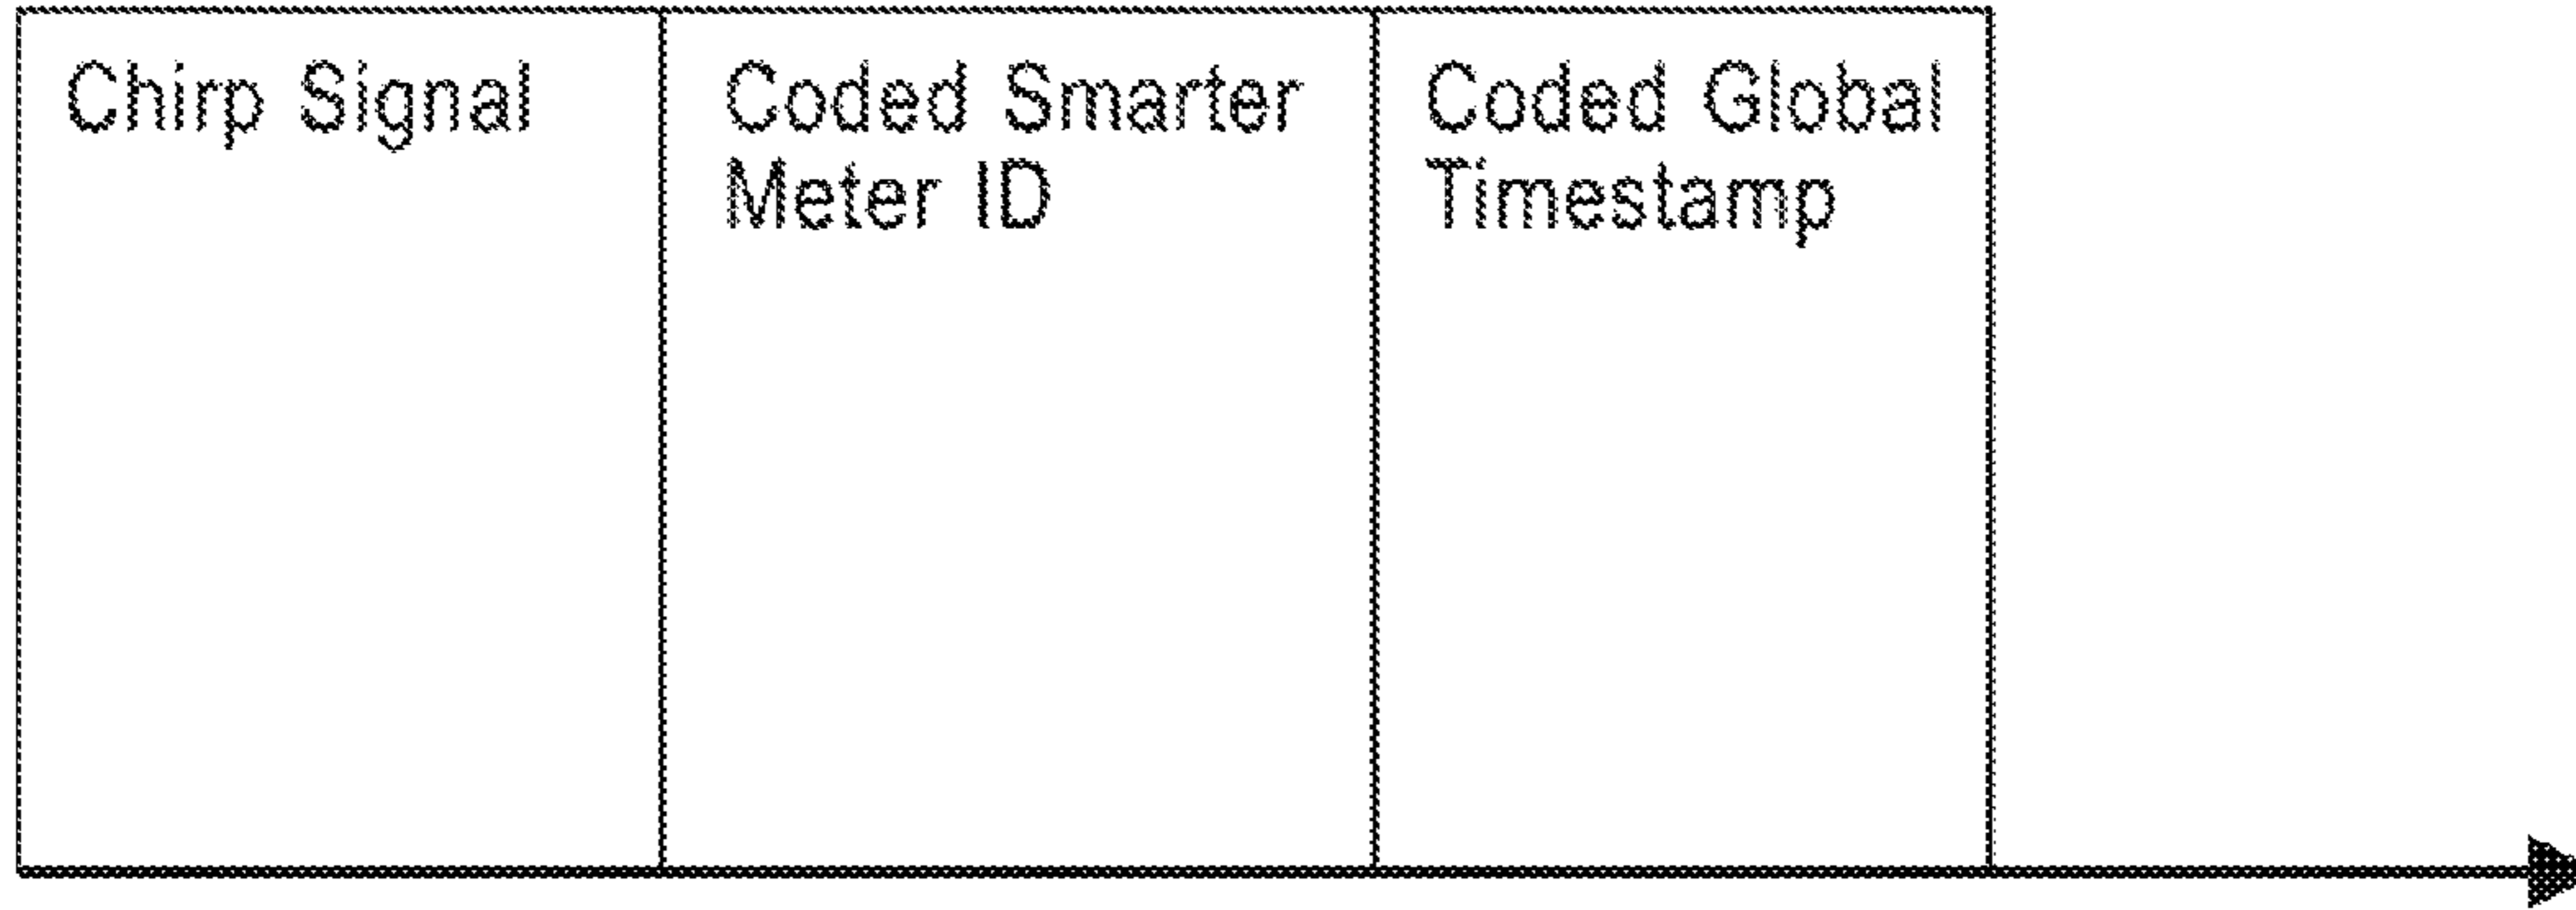 Chirp Signal
Coded Smarter
Meter ID
Coded Global
Timestamp